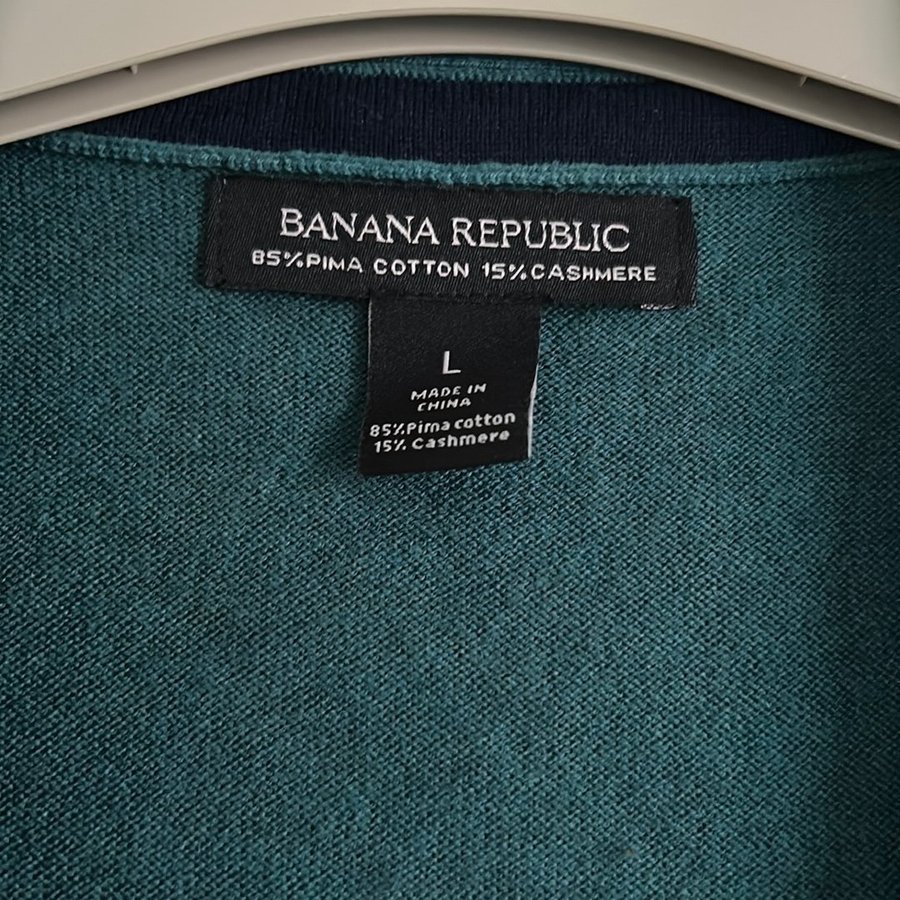 BANANA REPUBLIC
85%PIMA COTTON 15%CASHMERE
L
MADE IN
CHINA
85%Pima cotton
15% Cashmere